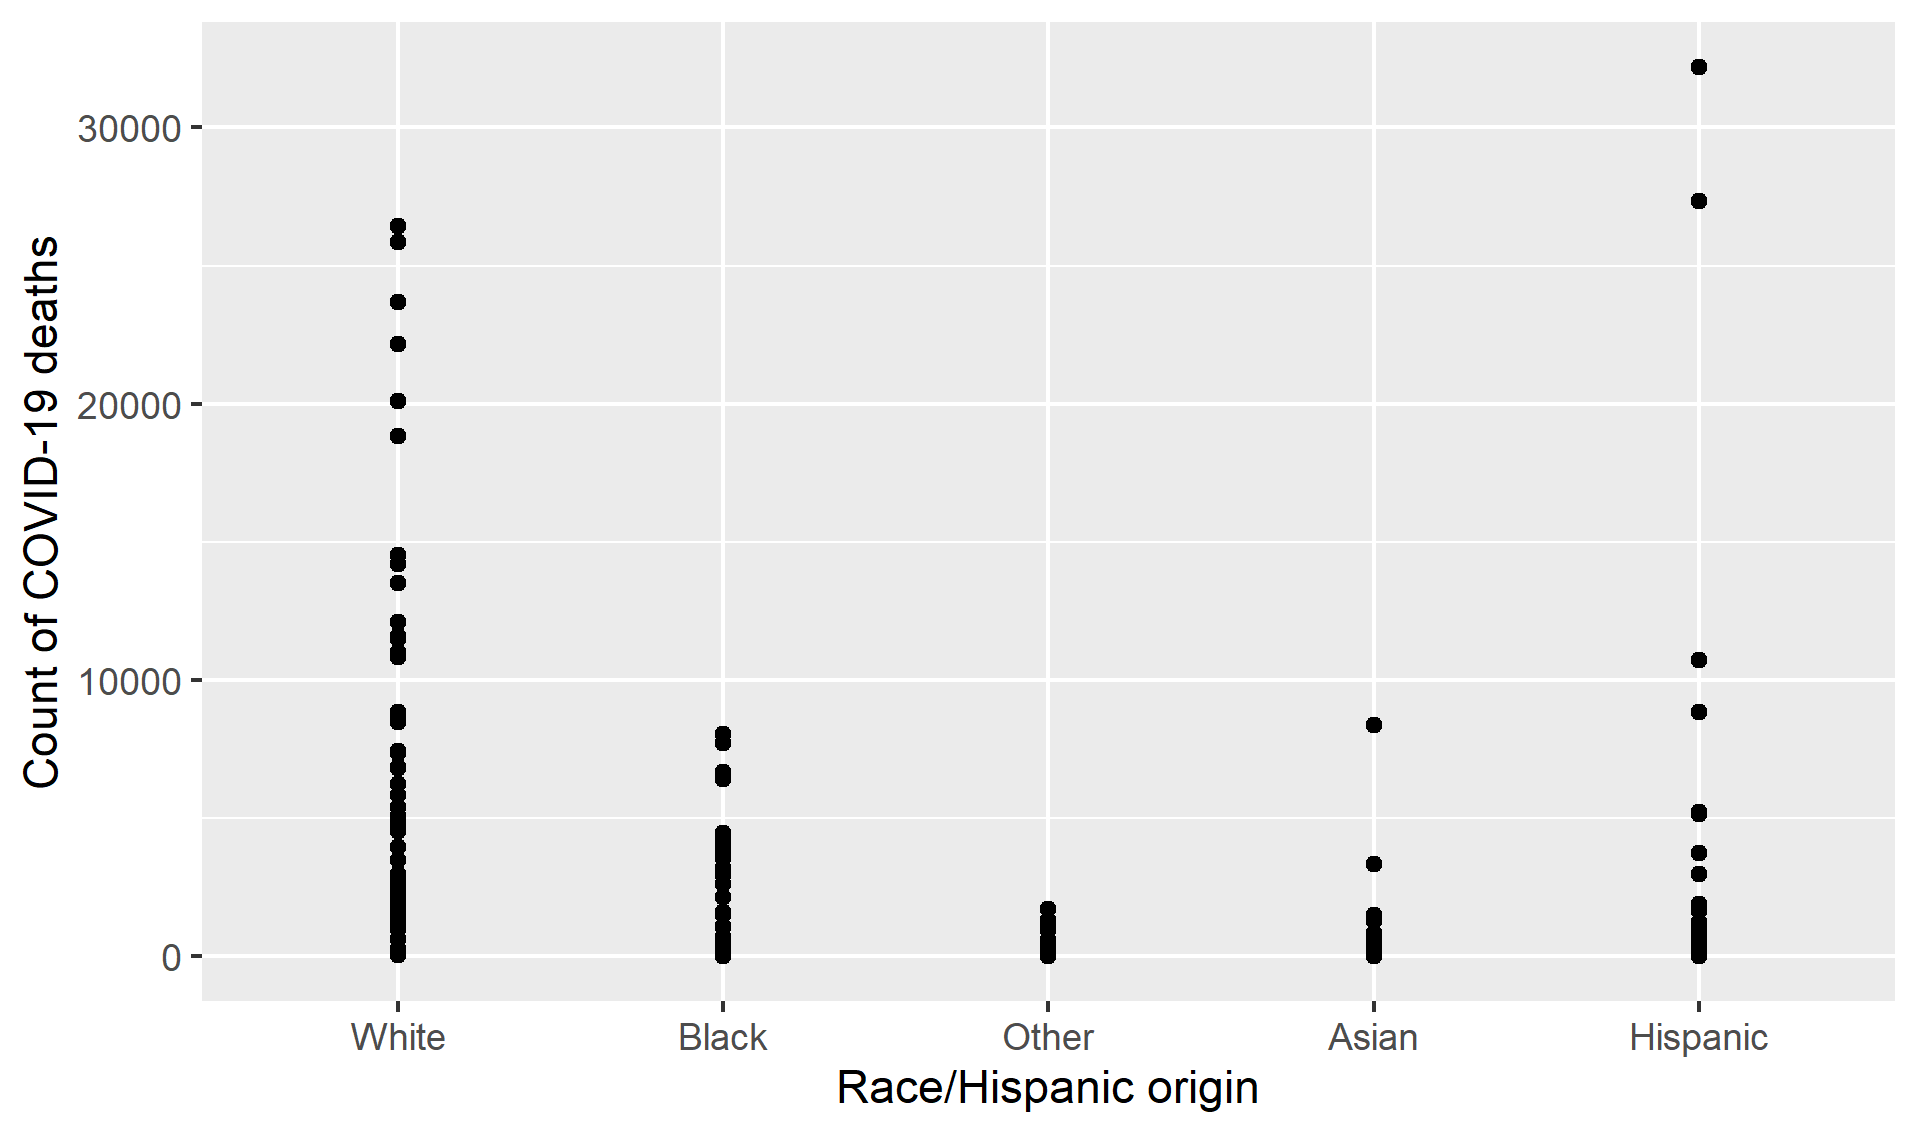 Count of COVID-19 deaths
30000
20000
10000
0
White Black Other Asian Hispanic
Race/Hispanic origin